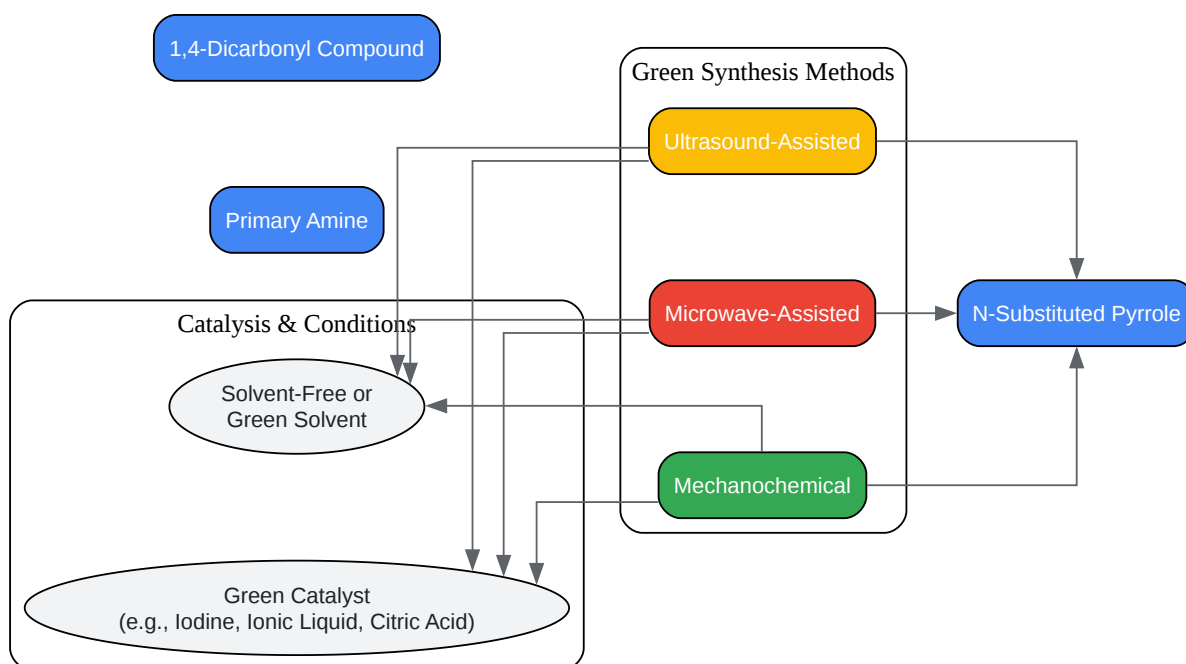 1,4-Dicarbonyl Compound
Green Synthesis Methods
Ultrasound-Assisted
Primary Amine
Microwave-Assisted
N-Substituted Pyrrole
Catalysis & Conditions
Solvent-Free or
Green Solvent
Mechanochemical
Green Catalyst
(e.g., Iodine, Ionic Liquid, Citric Acid)